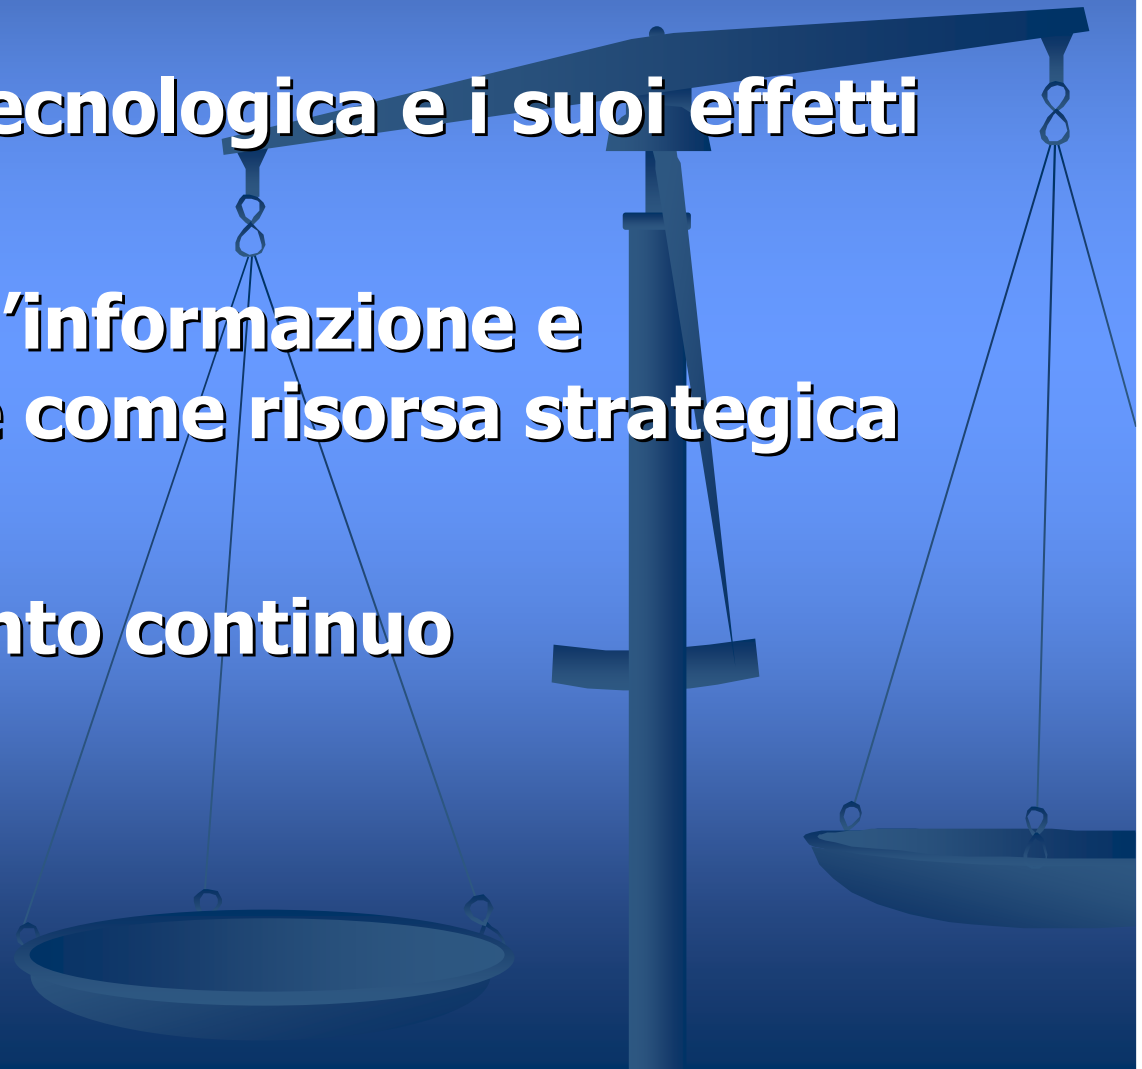 ecnologica e i suoi effetti
l’informazione e
e come risorsa strategica
nto continuo